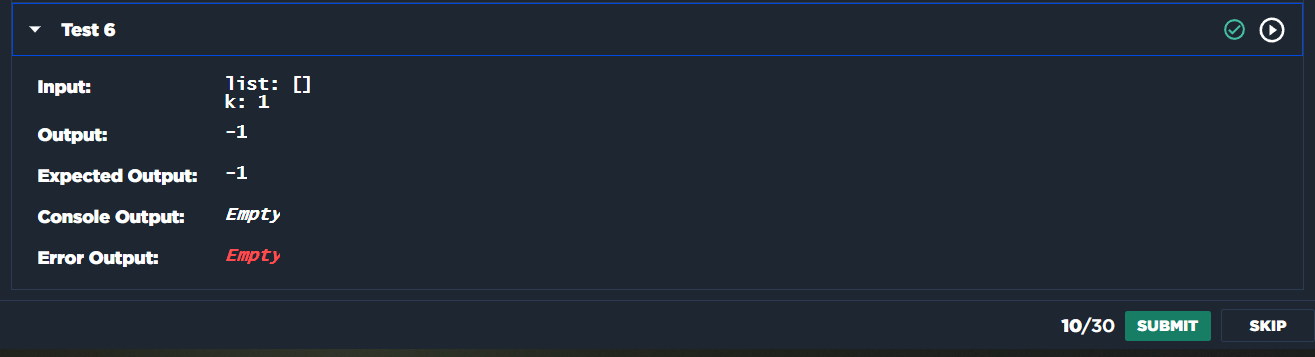 Test 6
Input: list: []
k: 1
Output: -1
Expected Output: -1
Console Output: Empty
Error Output: Empty
10/30 SUBMIT SKIP